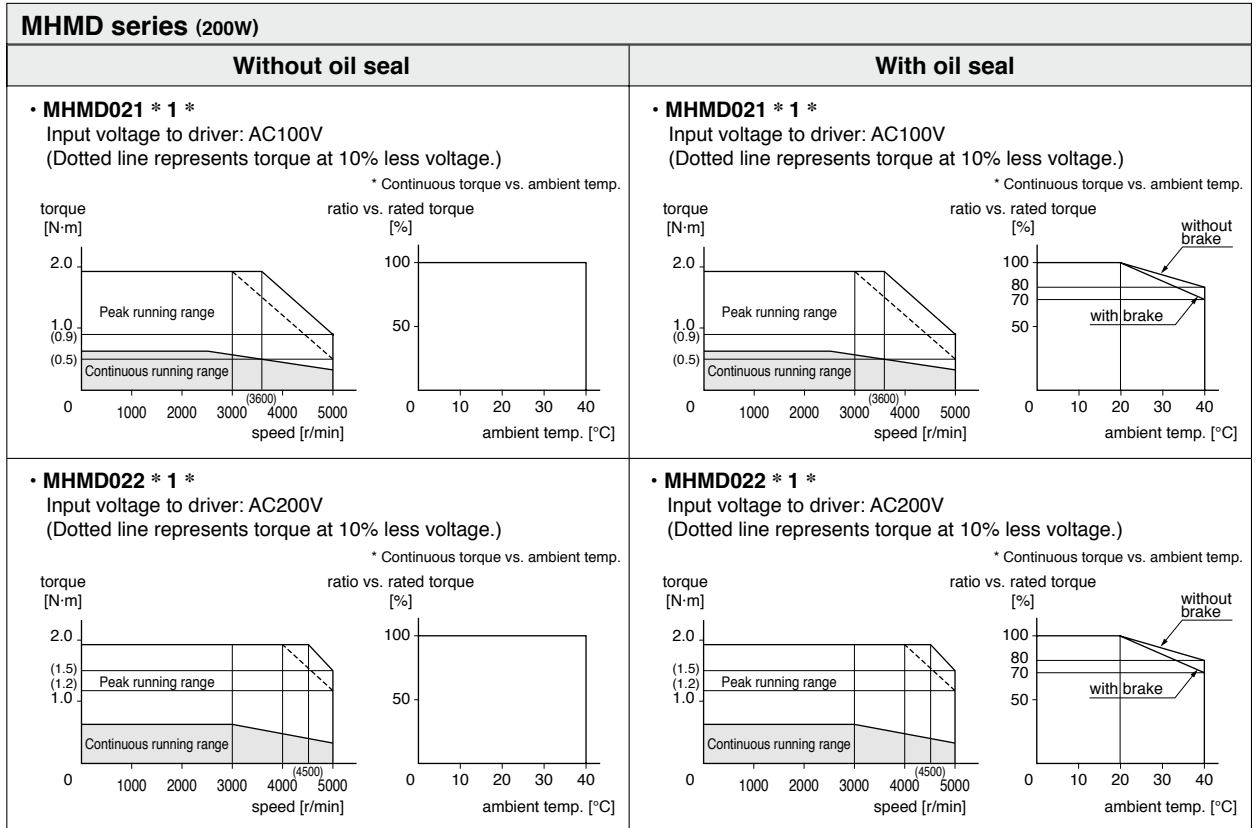 MHMD series (200W)
Without oil seal
With oil seal
・MHMD021 * 1 *
Input voltage to driver: AC100V
(Dotted line represents torque at 10% less voltage.)
* Continuous torque vs. ambient temp.
torque
[N·m]
2.0
1.0
(0.9)
(0.5)
Peak running range
Continuous running range
0
1000
2000
3000
(3600)
4000
5000
speed [r/min]
ratio vs. rated torque
[%]
100
50
0
10
20
30
40
ambient temp. [°C]
・MHMD021 * 1 *
Input voltage to driver: AC100V
(Dotted line represents torque at 10% less voltage.)
* Continuous torque vs. ambient temp.
torque
[N·m]
2.0
1.0
(0.9)
(0.5)
Peak running range
Continuous running range
0
1000
2000
3000
(3600)
4000
5000
speed [r/min]
ratio vs. rated torque
[%]
without
brake
100
80
70
50
with brake
0
10
20
30
40
ambient temp. [°C]
・MHMD022 * 1 *
Input voltage to driver: AC200V
(Dotted line represents torque at 10% less voltage.)
* Continuous torque vs. ambient temp.
torque
[N·m]
2.0
(1.5)
(1.2)
1.0
Peak running range
Continuous running range
0
1000
2000
3000
4000
(4500)
5000
speed [r/min]
ratio vs. rated torque
[%]
100
50
0
10
20
30
40
ambient temp. [°C]
・MHMD022 * 1 *
Input voltage to driver: AC200V
(Dotted line represents torque at 10% less voltage.)
* Continuous torque vs. ambient temp.
torque
[N·m]
2.0
(1.5)
(1.2)
1.0
Peak running range
Continuous running range
0
1000
2000
3000
4000
(4500)
5000
speed [r/min]
ratio vs. rated torque
[%]
without
brake
100
80
70
50
with brake
0
10
20
30
40
ambient temp. [°C]